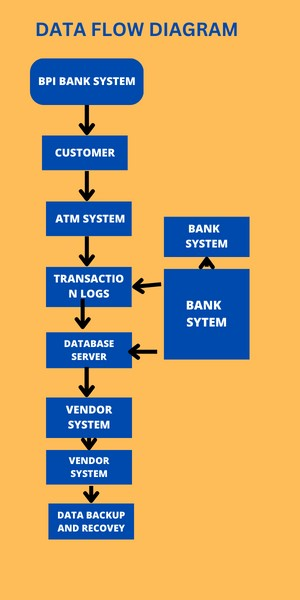 DATA FLOW DIAGRAM
BPI BANK SYSTEM
CUSTOMER
ATM SYSTEM
BANK
SYSTEM
TRANSACTIO
N LOGS
BANK
SYTEM
DATABASE
SERVER
VENDOR
SYSTEM
VENDOR
SYSTEM
DATA BACKUP
AND RECOVEY